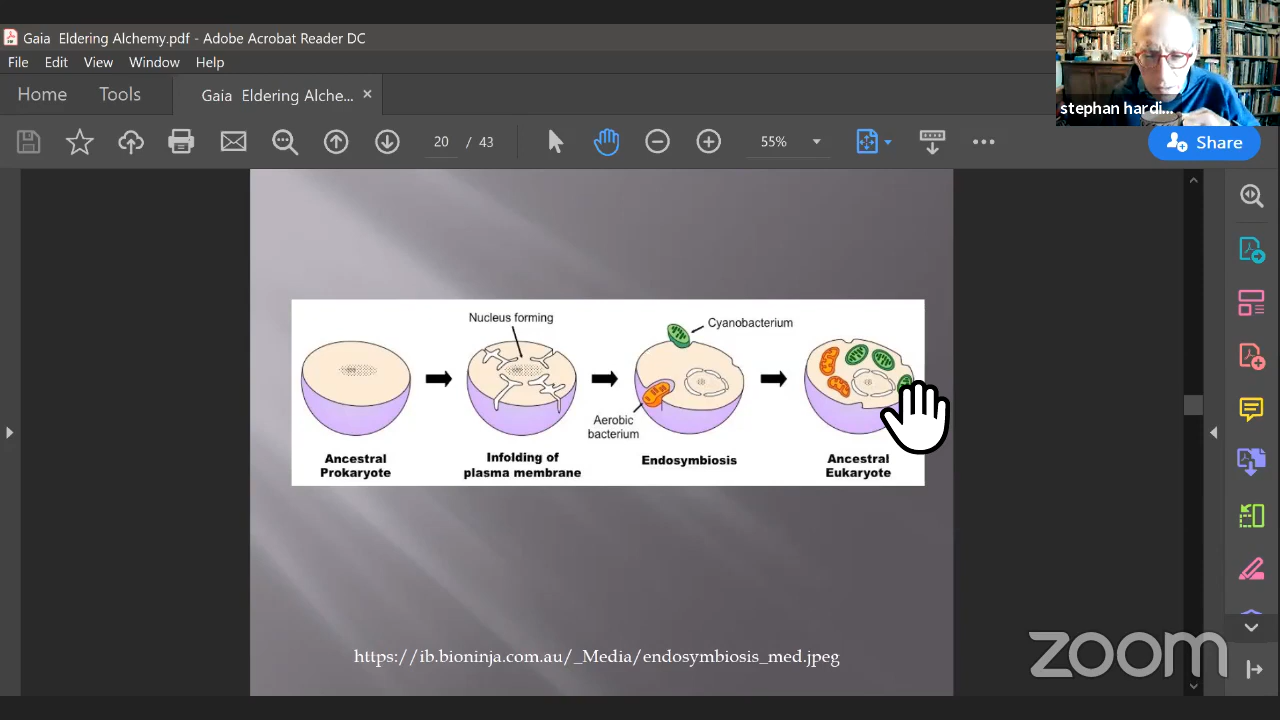 Gaia Eldering Alchemy.pdf - Adobe Acrobat Reader DC
File Edit View Window Help
Home Tools Gaia Eldering Alche... ×
20 / 43 55% Share
stephan hardi...
Nucleus forming
Cyanobacterium
Aerobic
bacterium
Ancestral
Prokaryote
Infolding of
plasma membrane
Endosymbiosis
Ancestral
Eukaryote
https://ib.bioninja.com.au/_Media/endosymbiosis_med.jpeg
zoom